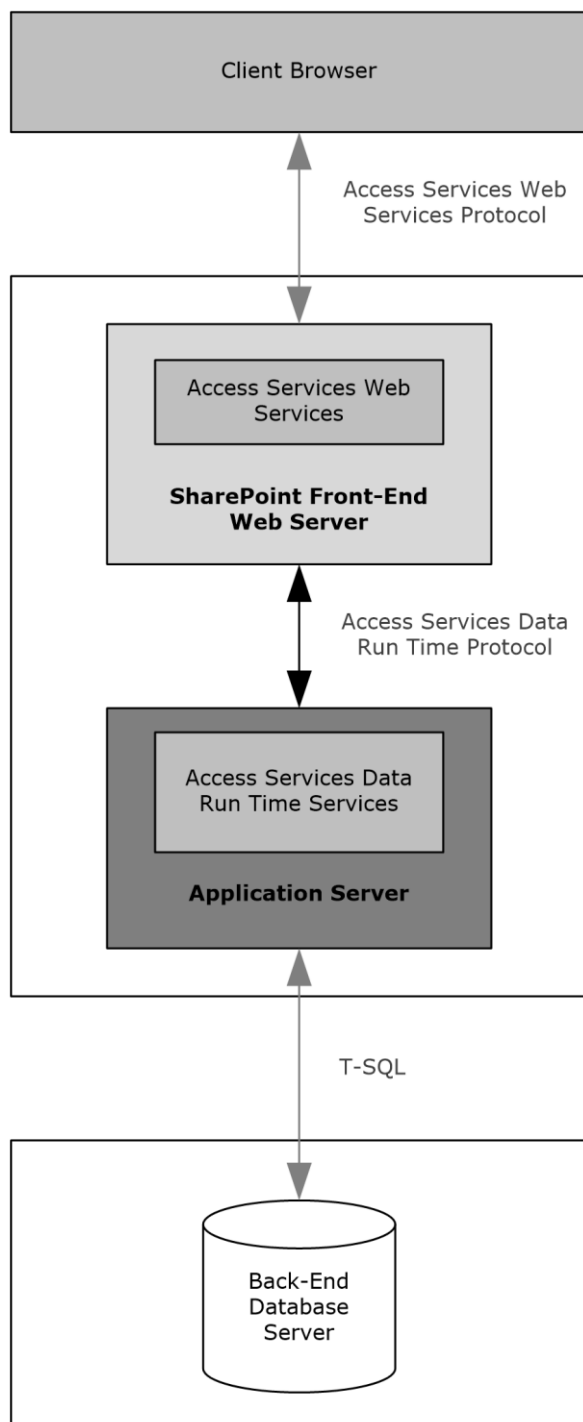 Client Browser
Access Services Web
Services Protocol
Access Services Web
Services
SharePoint Front-End
Web Server
Access Services Data
Run Time Protocol
Access Services Data
Run Time Services
Application Server
T-SQL
Back-End
Database
Server